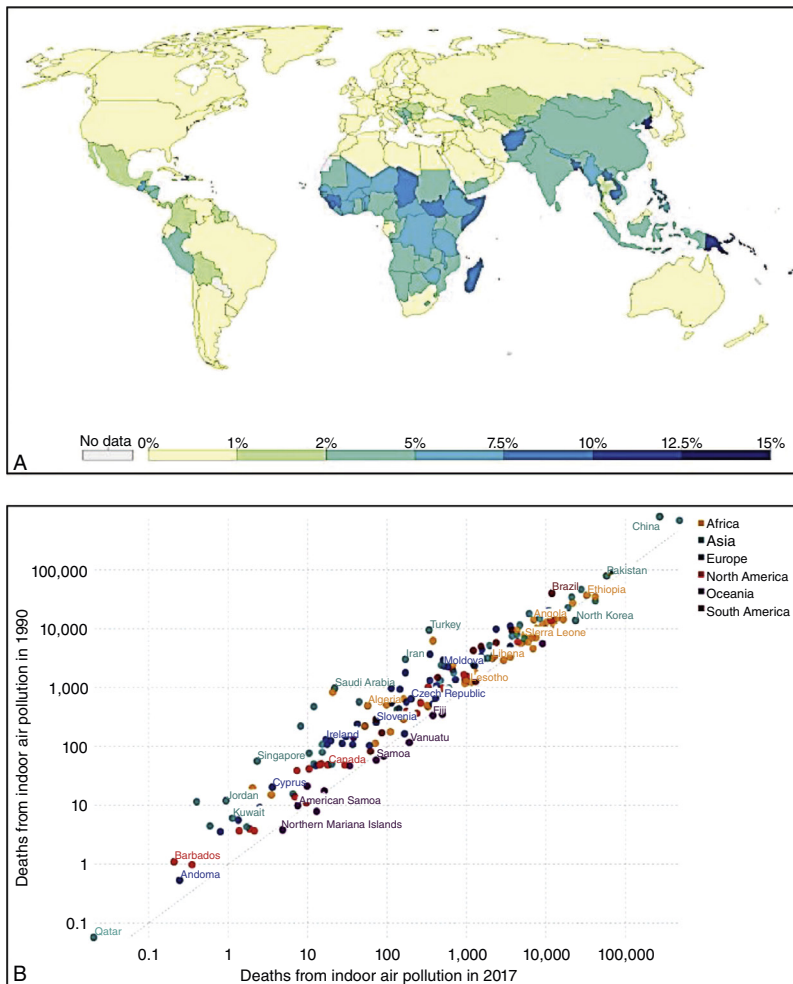 No data
0%
1%
2%
5%
7.5%
10%
12.5%
15%
A
Deaths from indoor air pollution in 1990
100,000
10,000
1,000
100
10
1
0.1
China
Pakistan
Brazil
Ethiopia
Angola
North Korea
Turkey
Sierra Leone
Iran
Moldova
Liberia
Lesotho
Saudi Arabia
Algeria
Czech Republic
Slovenia
Fiji
Ireland
Vanuatu
Singapore
Canada
Samoa
Cyprus
Jordan
American Samoa
Kuwait
Northern Mariana Islands
Barbados
Andoma
Qatar
Africa
Asia
Europe
North America
Oceania
South America
0.1
1
10
100
1,000
10,000
100,000
B
Deaths from indoor air pollution in 2017